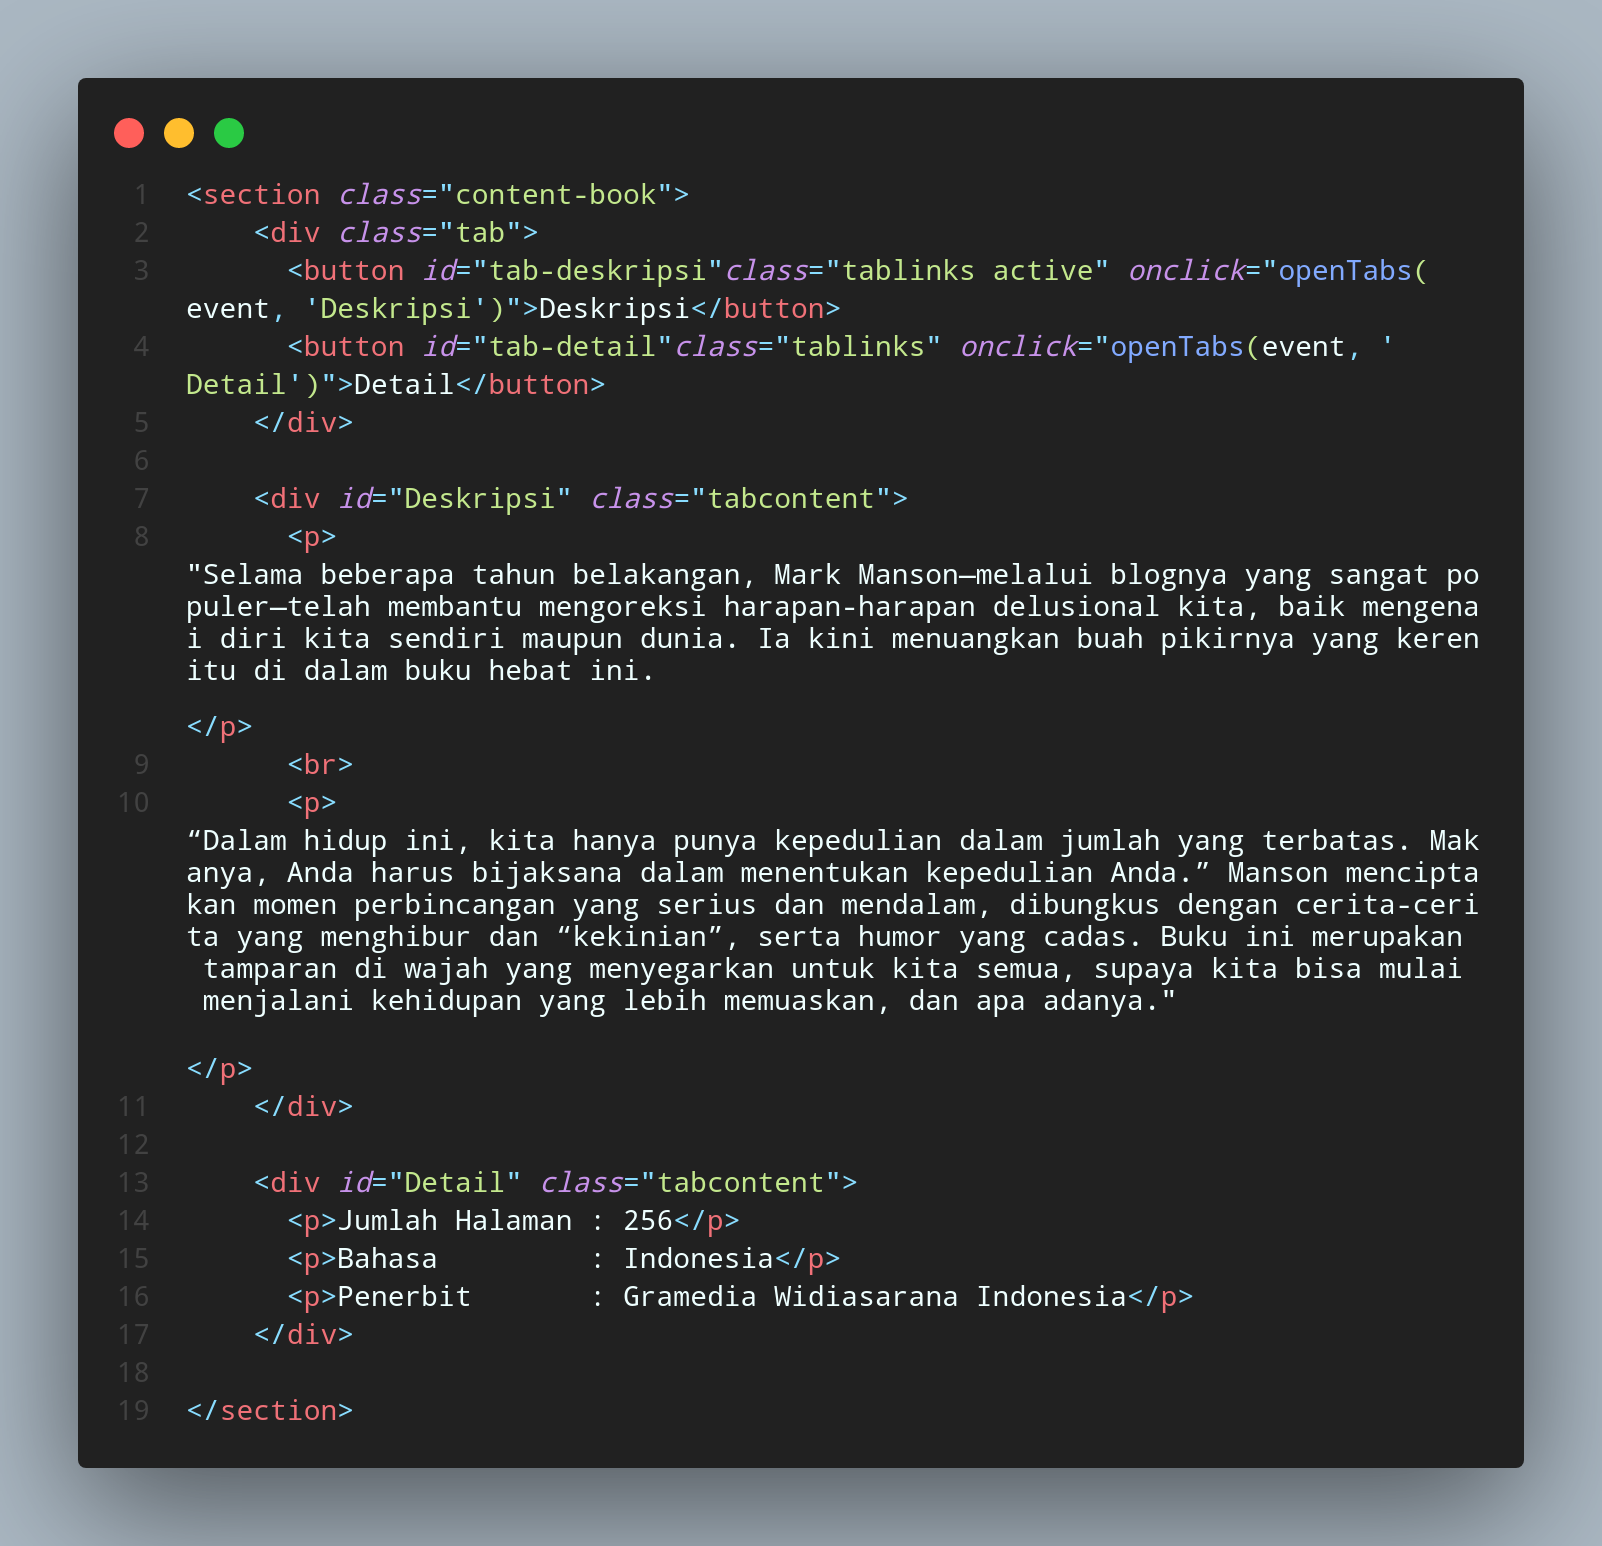 1 <section class="content-book">
2     <div class="tab">
3       <button id="tab-deskripsi"class="tablinks active" onclick="openTabs(
event, 'Deskripsi')">Deskripsi</button>
4       <button id="tab-detail"class="tablinks" onclick="openTabs(event, '
Detail')">Detail</button>
5     </div>
6
7     <div id="Deskripsi" class="tabcontent">
8       <p>
"Selama beberapa tahun belakangan, Mark Manson—melalui blognya yang sangat po
puler—telah membantu mengoreksi harapan-harapan delusional kita, baik mengena
i diri kita sendiri maupun dunia. Ia kini menuangkan buah pikirnya yang keren
itu di dalam buku hebat ini.
</p>
9       <br>
10       <p>
“Dalam hidup ini, kita hanya punya kepedulian dalam jumlah yang terbatas. Mak
anya, Anda harus bijaksana dalam menentukan kepedulian Anda.” Manson mencipta
kan momen perbincangan yang serius dan mendalam, dibungkus dengan cerita-ceri
ta yang menghibur dan “kekinian”, serta humor yang cadas. Buku ini merupakan
 tamparan di wajah yang menyegarkan untuk kita semua, supaya kita bisa mulai
 menjalani kehidupan yang lebih memuaskan, dan apa adanya."
</p>
11     </div>
12
13     <div id="Detail" class="tabcontent">
14       <p>Jumlah Halaman : 256</p>
15       <p>Bahasa         : Indonesia</p>
16       <p>Penerbit       : Gramedia Widiasarana Indonesia</p>
17     </div>
18
19 </section>